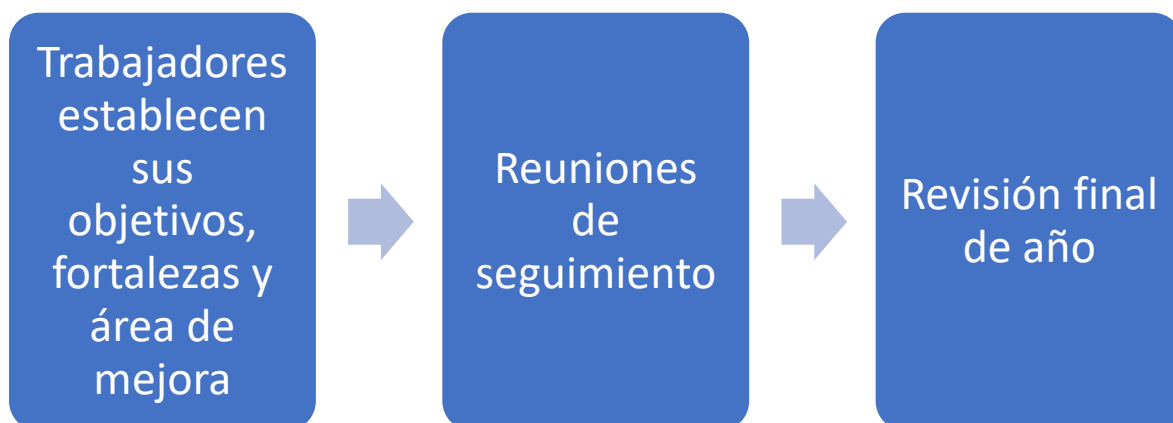 Trabajadores
establecen
sus
objetivos,
fortalezas y
área de
mejora
Reuniones
de
seguimiento
Revisión final
de año